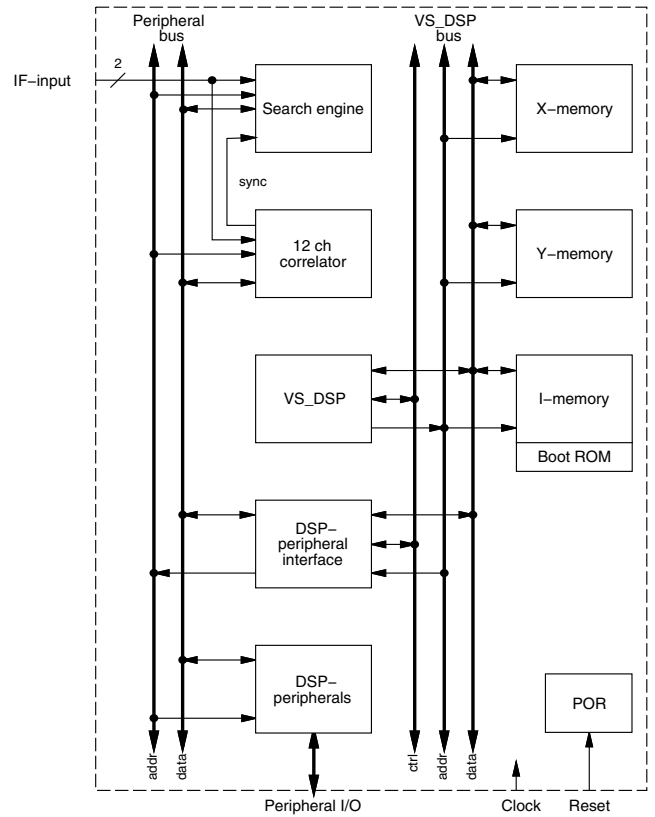 Peripheral
bus
VS_DSP
bus
IF−input
2
Search engine
X−memory
sync
12 ch
correlator
Y−memory
VS_DSP
I−memory
Boot ROM
DSP−
peripheral
interface
DSP−
peripherals
POR
addr
data
ctrl
addr
data
Peripheral I/O
Clock
Reset